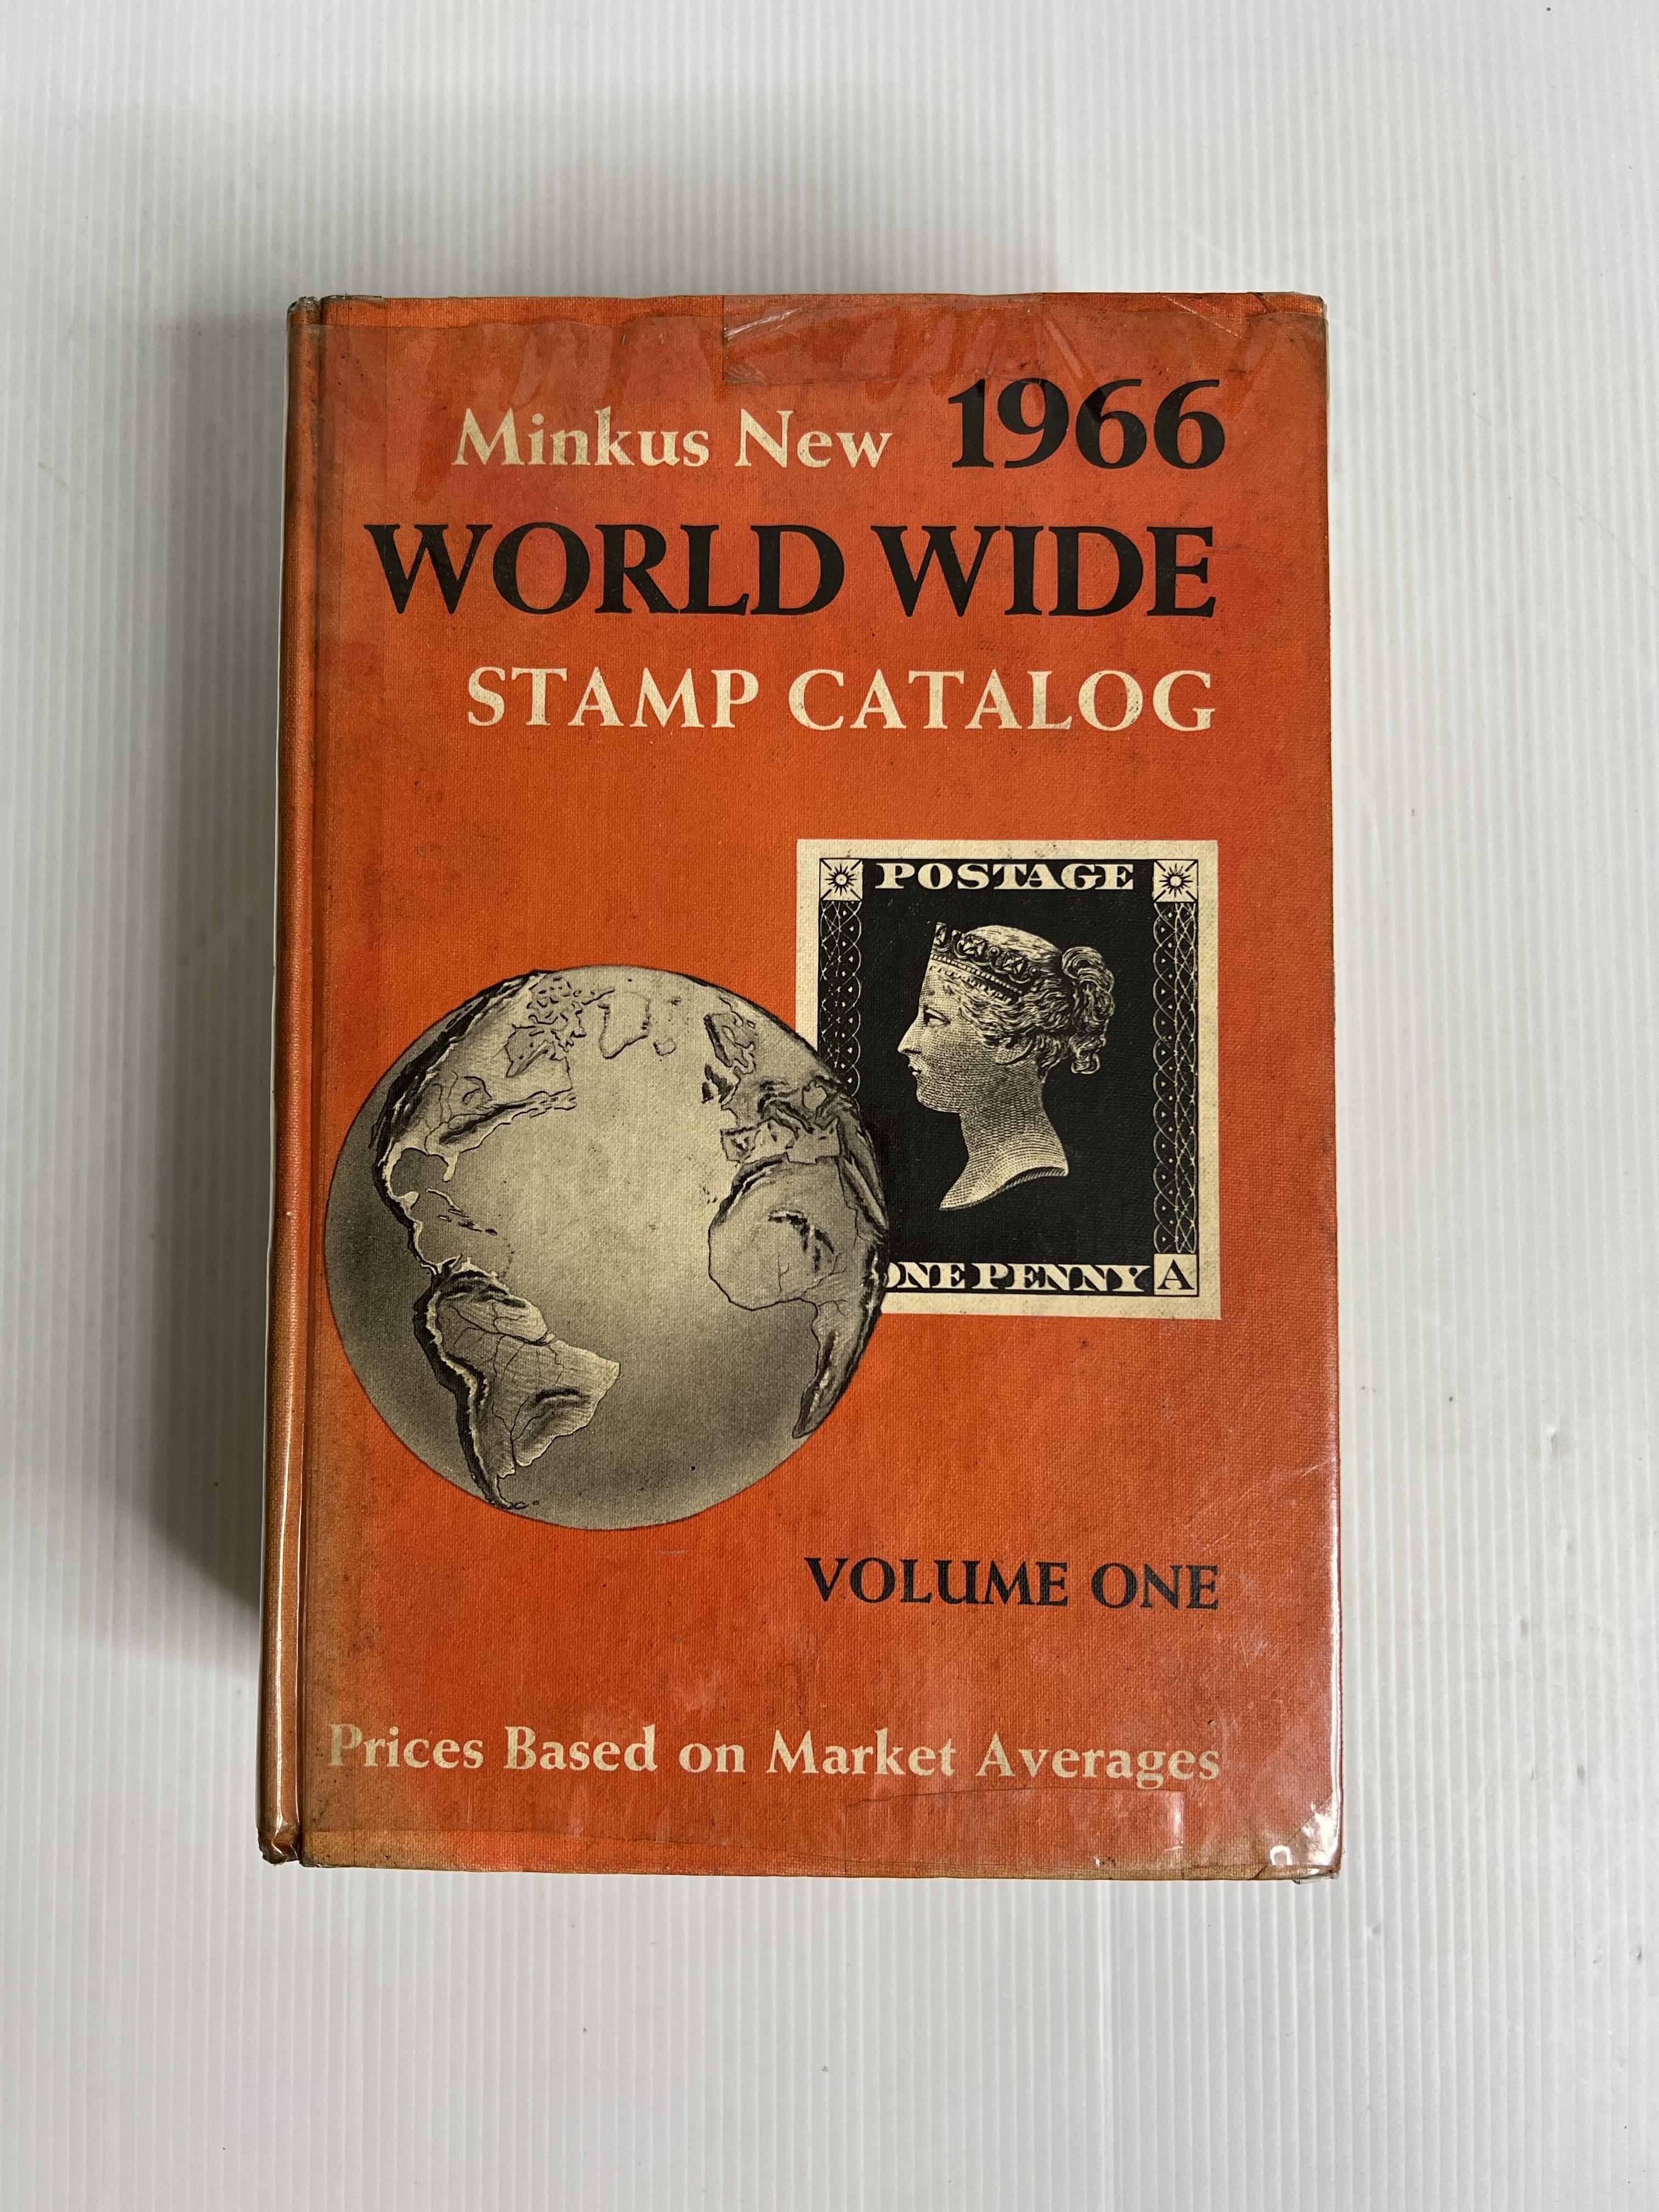 Minkus New 1966
WORLD WIDE
STAMP CATALOG
POSTAGE
ONE PENNY A
VOLUME ONE
Prices Based on Market Averages